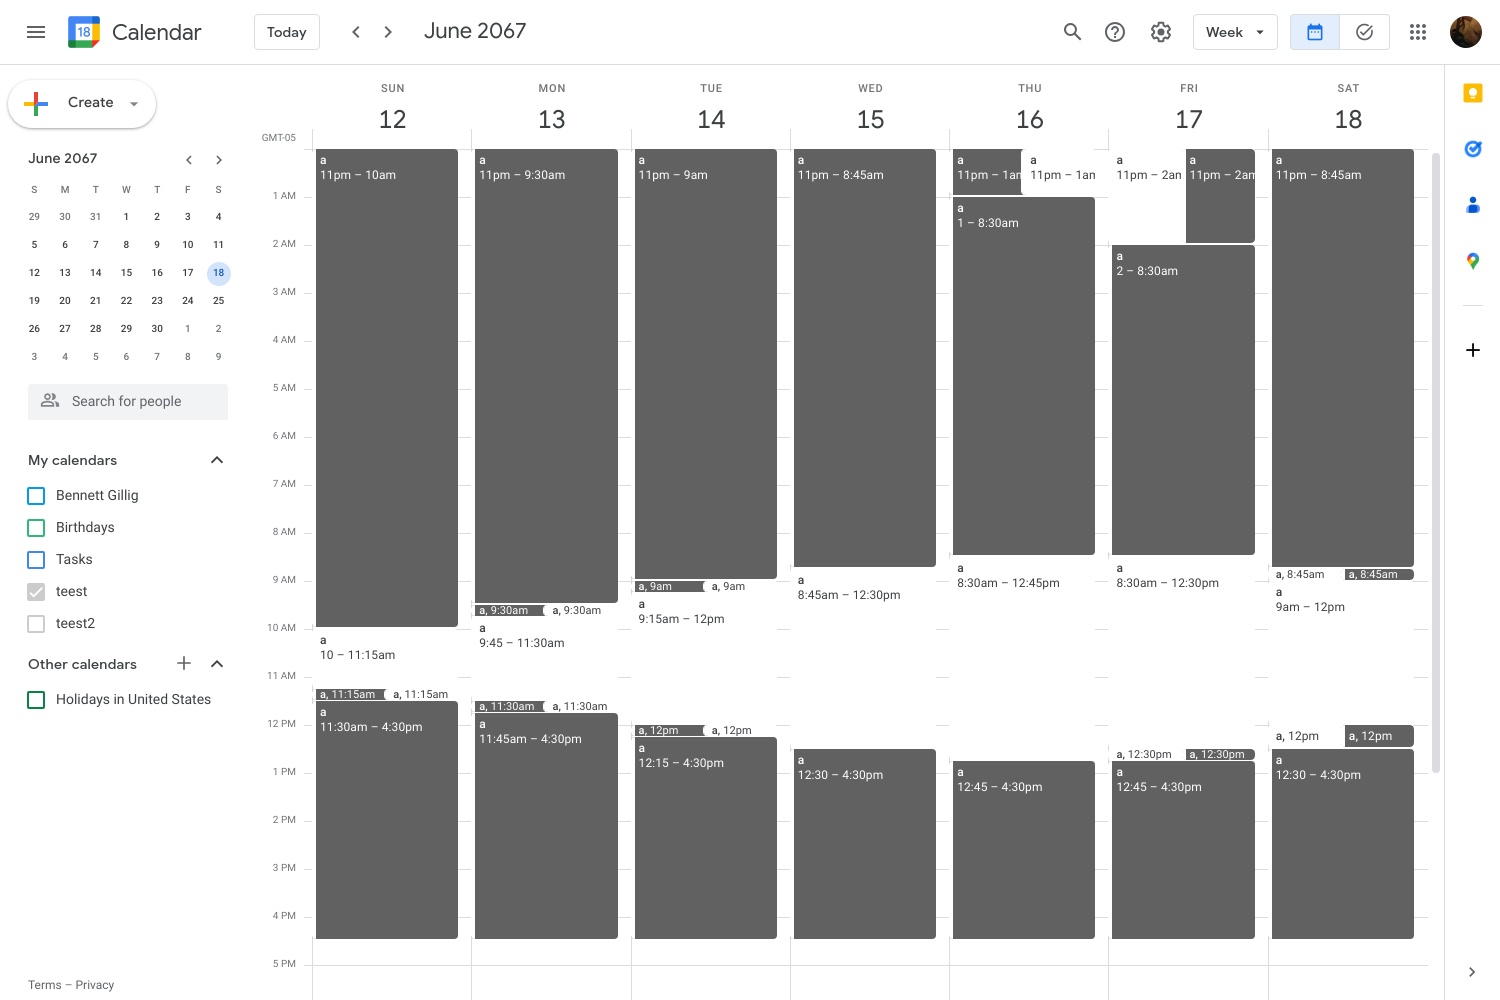 18 Calendar
Today
June 2067
Week
Create
June 2067
S M T W T F S
29 30 31 1 2 3 4
5 6 7 8 9 10 11
12 13 14 15 16 17 18
19 20 21 22 23 24 25
26 27 28 29 30 1 2
3 4 5 6 7 8 9
Search for people
My calendars
Bennett Gillig
Birthdays
Tasks
teest
teest2
Other calendars
Holidays in United States
Terms – Privacy
GMT-05
1 AM
2 AM
3 AM
4 AM
5 AM
6 AM
7 AM
8 AM
9 AM
10 AM
11 AM
12 PM
1 PM
2 PM
3 PM
4 PM
5 PM
SUN
12
a
11pm – 10am
a
10 – 11:15am
a, 11:15am
a, 11:15am
a
11:30am – 4:30pm
MON
13
a
11pm – 9:30am
a, 9:30am
a, 9:30am
a
9:45 – 11:30am
a, 11:30am
a, 11:30am
a
11:45am – 4:30pm
TUE
14
a
11pm – 9am
a, 9am
a, 9am
a
9:15am – 12pm
a, 12pm
a, 12pm
a
12:15 – 4:30pm
WED
15
a
11pm – 8:45am
a
8:45am – 12:30pm
a
12:30 – 4:30pm
THU
16
a
11pm – 1am
a
11pm – 1am
a
1 – 8:30am
a
8:30am – 12:45pm
a
12:45 – 4:30pm
FRI
17
a
11pm – 2am
a
11pm – 2am
a
2 – 8:30am
a
8:30am – 12:30pm
a, 12:30pm
a, 12:30pm
a
12:45 – 4:30pm
SAT
18
a
11pm – 8:45am
a, 8:45am
a, 8:45am
a
9am – 12pm
a, 12pm
a, 12pm
a
12:30 – 4:30pm